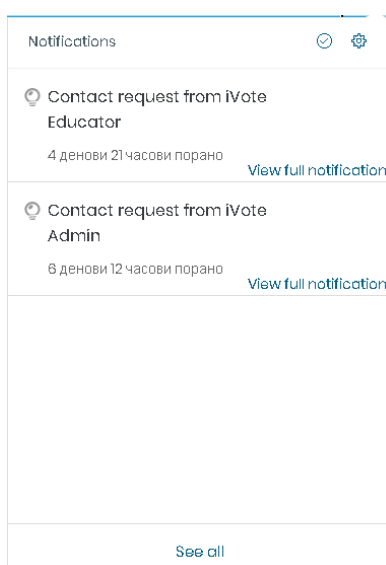 Notifications
Contact request from iVote
Educator
4 денови 21 часови порано
View full notification
Contact request from iVote
Admin
6 денови 12 часови порано
View full notification
See all